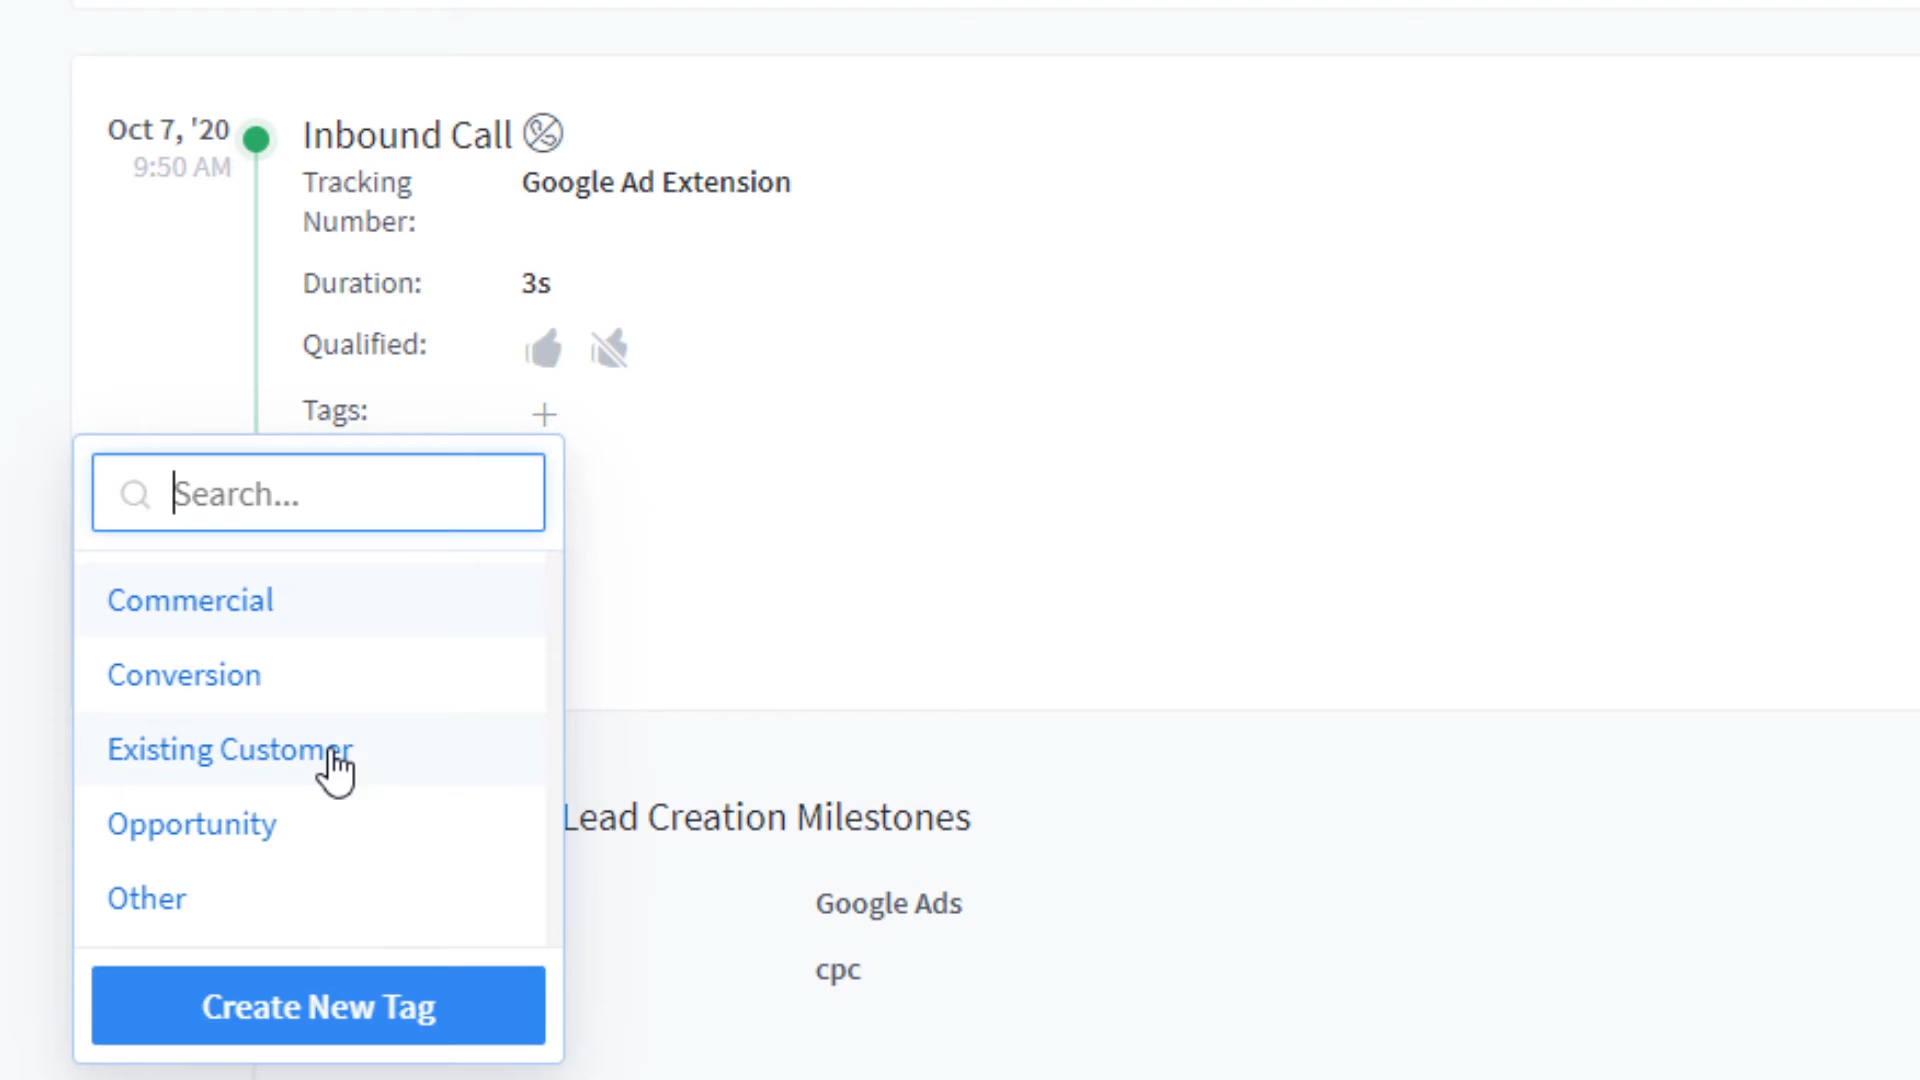 Oct 7, '20
9:50 AM
Inbound Call
Tracking
Number:
Google Ad Extension
Duration:
3s
Qualified:
Tags:
+
Search...
Commercial
Conversion
Existing Customer
Opportunity
Other
Create New Tag
Lead Creation Milestones
Google Ads
cpc